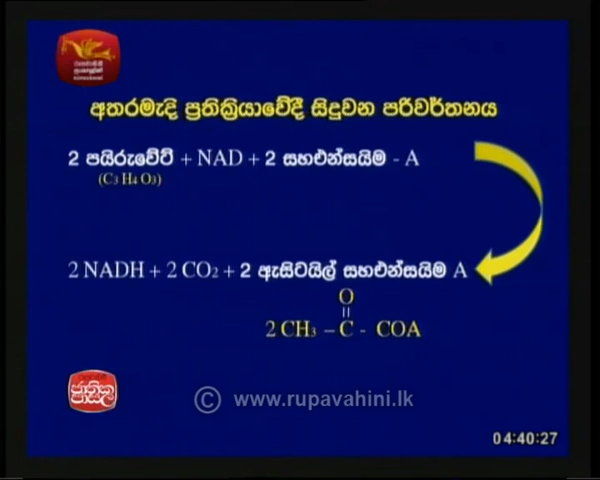 අතරමැදි ප්‍රතික්‍රියාවේදී සිදුවන පරිවර්තනය
2 පයිරුවේට් + NAD + 2 සහඑන්සයිම - A
(C3 H4 O3)
2 NADH + 2 CO2 + 2 ඇසිටයිල් සහඑන්සයිම A
O
||
2 CH3 – C - COA
ජාතික
පාසල
© www.rupavahini.lk
04:40:27